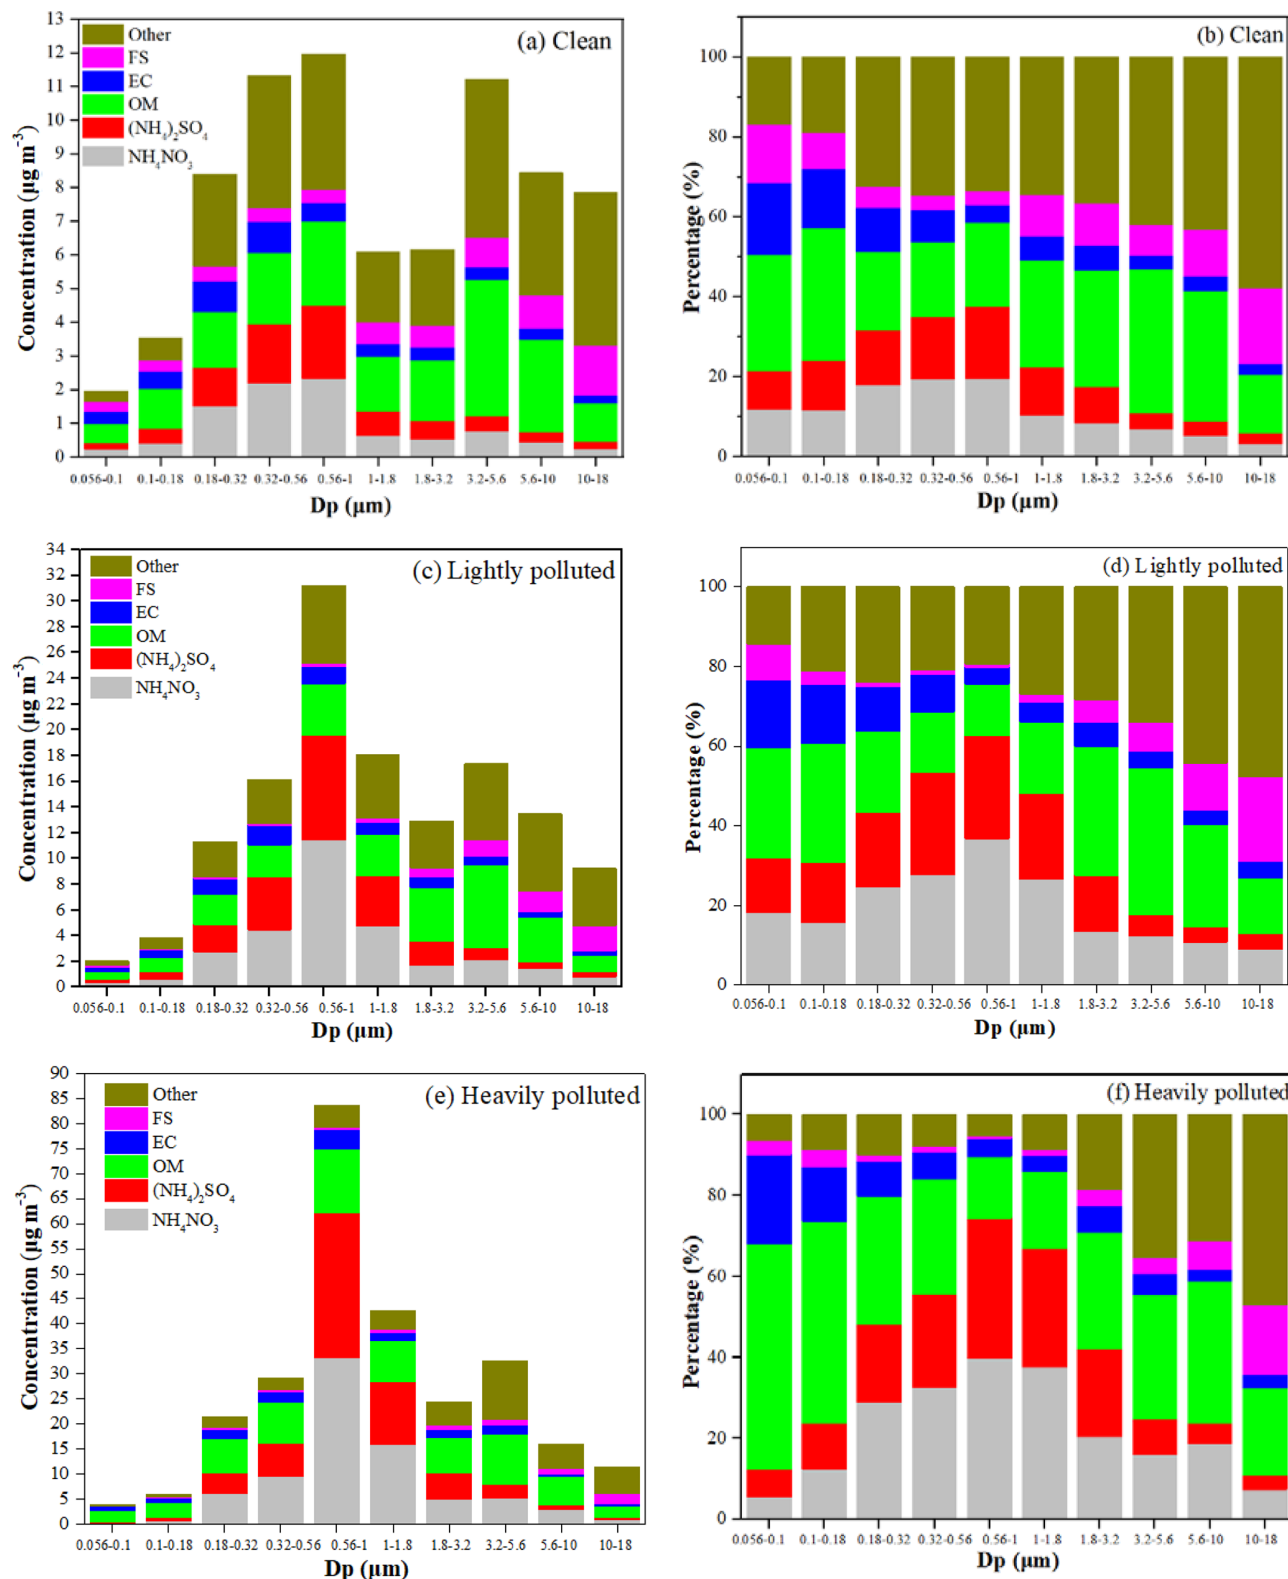 13
12
11
10
9
8
7
6
5
4
3
2
1
0
Concentration (µg m⁻³)
Other
FS
EC
OM
(NH₄)₂SO₄
NH₄NO₃
(a) Clean
0.056-0.1 0.1-0.18 0.18-0.32 0.32-0.56 0.56-1 1-1.8 1.8-3.2 3.2-5.6 5.6-10 10-18
Dp (µm)
100
80
60
40
20
0
Percentage (%)
(b) Clean
0.056-0.1 0.1-0.18 0.18-0.32 0.32-0.56 0.56-1 1-1.8 1.8-3.2 3.2-5.6 5.6-10 10-18
Dp (µm)
34
32
30
28
26
24
22
20
18
16
14
12
10
8
6
4
2
0
Concentration (µg m⁻³)
Other
FS
EC
OM
(NH₄)₂SO₄
NH₄NO₃
(c) Lightly polluted
0.056-0.1 0.1-0.18 0.18-0.32 0.32-0.56 0.56-1 1-1.8 1.8-3.2 3.2-5.6 5.6-10 10-18
Dp (µm)
100
80
60
40
20
0
Percentage (%)
(d) Lightly polluted
0.056-0.1 0.1-0.18 0.18-0.32 0.32-0.56 0.56-1 1-1.8 1.8-3.2 3.2-5.6 5.6-10 10-18
Dp (µm)
90
85
80
75
70
65
60
55
50
45
40
35
30
25
20
15
10
5
0
Concentration (µg m⁻³)
Other
FS
EC
OM
(NH₄)₂SO₄
NH₄NO₃
(e) Heavily polluted
0.056-0.1 0.1-0.18 0.18-0.32 0.32-0.56 0.56-1 1-1.8 1.8-3.2 3.2-5.6 5.6-10 10-18
Dp (µm)
100
80
60
40
20
0
Percentage (%)
(f) Heavily polluted
0.056-0.1 0.1-0.18 0.18-0.32 0.32-0.56 0.56-1 1-1.8 1.8-3.2 3.2-5.6 5.6-10 10-18
Dp (µm)